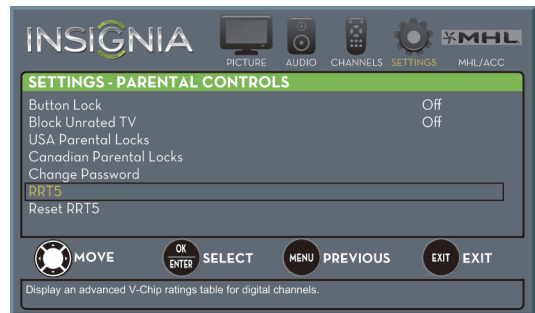 INSIGNIA
PICTURE AUDIO CHANNELS SETTINGS MHL MHL/ACC
SETTINGS - PARENTAL CONTROLS
Button Lock Off
Block Unrated TV Off
USA Parental Locks
Canadian Parental Locks
Change Password
RRT5
Reset RRT5
MOVE OK ENTER SELECT MENU PREVIOUS EXIT EXIT
Display an advanced V-Chip ratings table for digital channels.